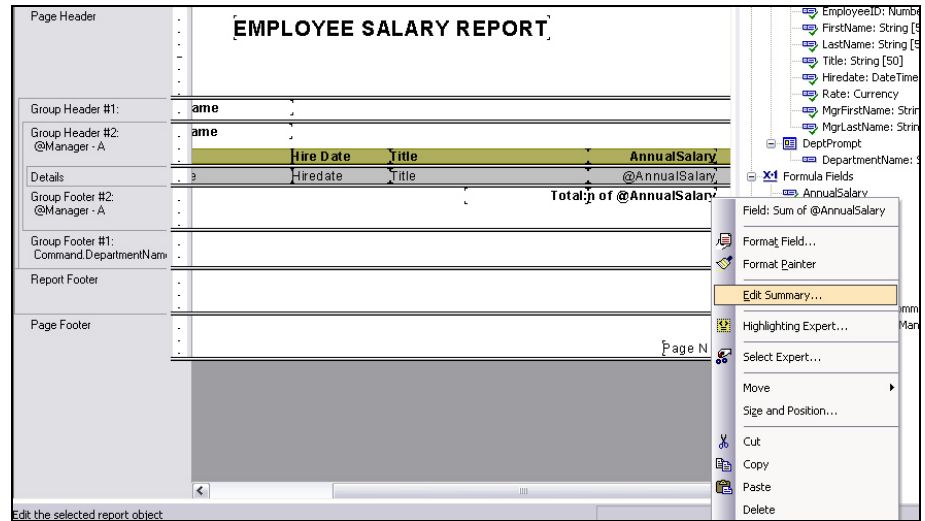 Page Header
EMPLOYEE SALARY REPORT
Group Header #1:
ame
Group Header #2:
@Manager - A
ame
Hire Date Title AnnualSalary
Details
Hiredate Title @AnnualSalary
Group Footer #2:
@Manager - A
Total: n of @AnnualSalary
Group Footer #1:
Command.DepartmentNam
Report Footer
Page Footer
Page N
EmployeeID: Numbe
FirstName: String [5
LastName: String [5
Title: String [50]
Hiredate: DateTime
Rate: Currency
MgrFirstName: Strin
MgrLastName: Strin
DeptPrompt
DepartmentName: S
Formula Fields
AnnualSalary
Field: Sum of @AnnualSalary
Format Field...
Format Painter
Edit Summary...
Highlighting Expert...
Select Expert...
Move
Size and Position...
Cut
Copy
Paste
Delete
omm
Man
Edit the selected report object